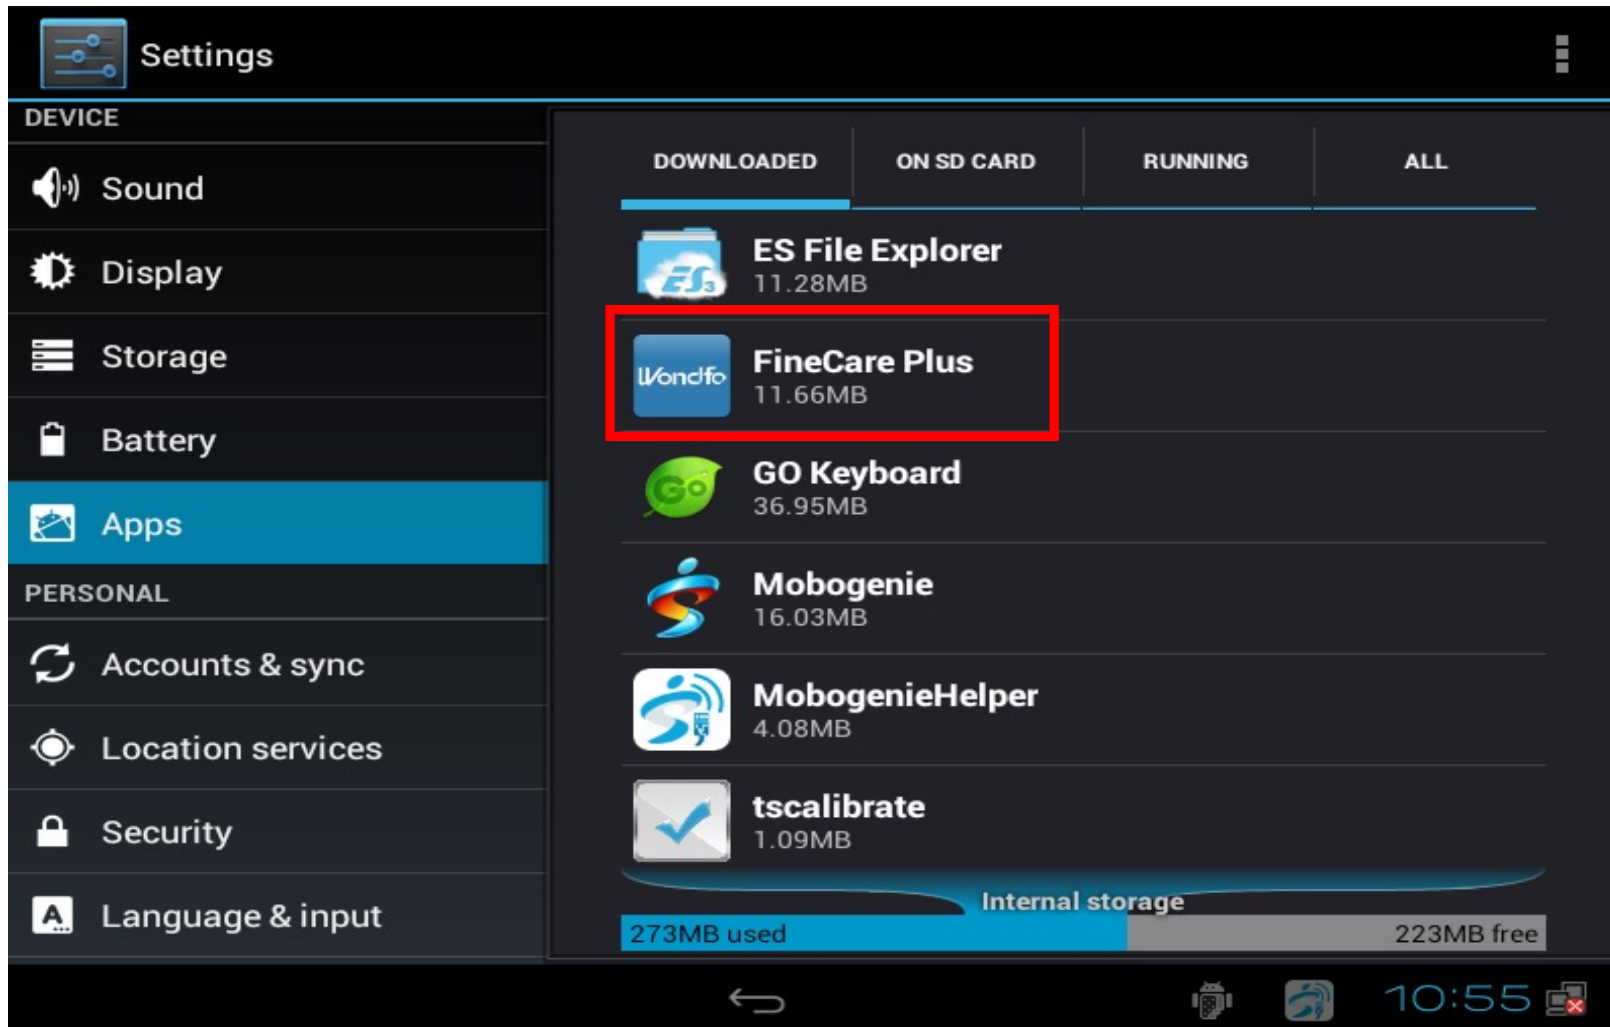 Settings
DEVICE
Sound
Display
Storage
Battery
Apps
PERSONAL
Accounts & sync
Location services
Security
A
Language & input
DOWNLOADED
ON SD CARD
RUNNING
ALL
ES3
ES File Explorer
11.28MB
Wondfo
FineCare Plus
11.66MB
GO
GO Keyboard
36.95MB
Mobogenie
16.03MB
MobogenieHelper
4.08MB
tscalibrate
1.09MB
Internal storage
273MB used
223MB free
10:55